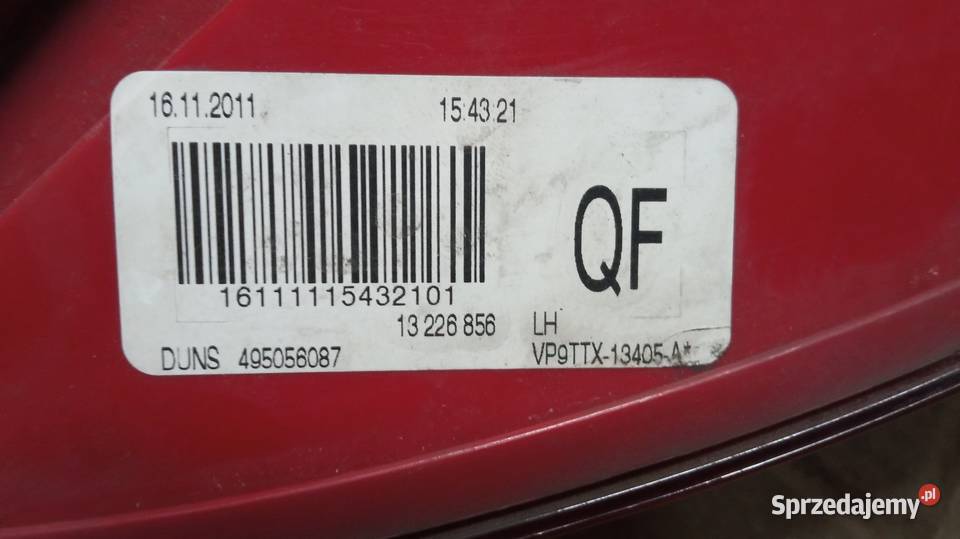 16.11.2011 15:43:21
16111115432101
QF
13 226 856 LH
DUNS 495056087 VP9TTX-13405-A*
Sprzedajemy.pl